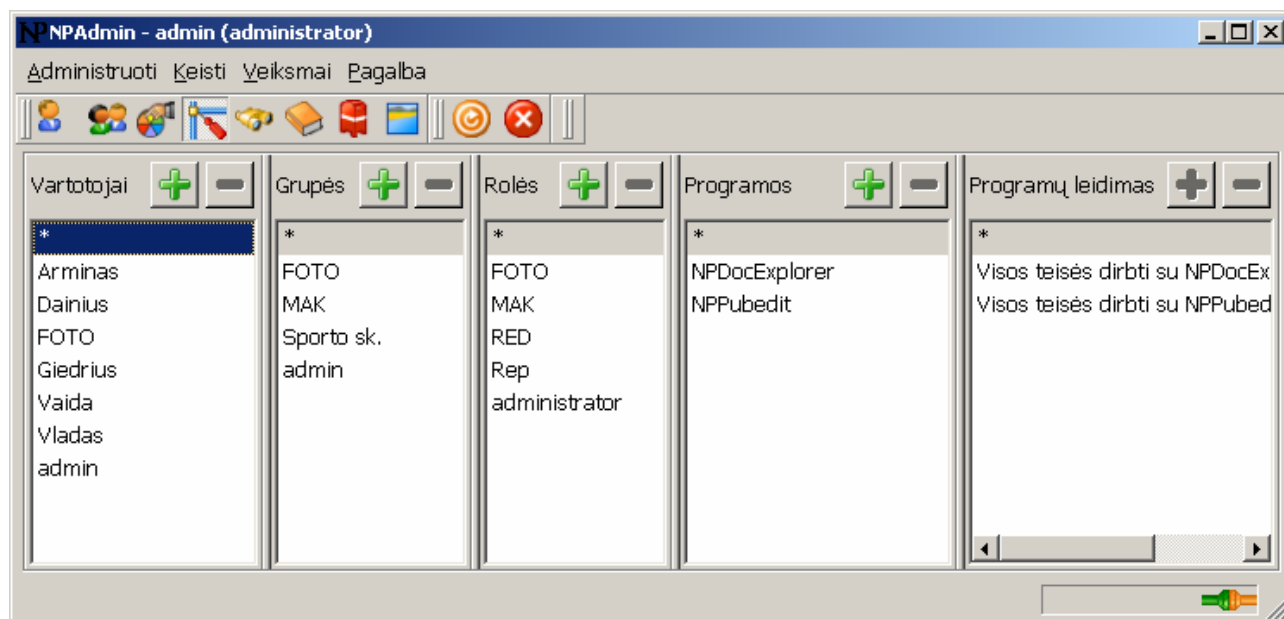 NP NPAdmin - admin (administrator)
Administruoti Keisti Veiksmai Pagalba
Vartotojai
*
Arminas
Dainius
FOTO
Giedrius
Vaida
Vladas
admin
Grupės
*
FOTO
MAK
Sporto sk.
admin
Rolės
*
FOTO
MAK
RED
Rep
administrator
Programos
*
NPDocExplorer
NPPubedit
Programų leidimas
*
Visos teisės dirbti su NPDocEx
Visos teisės dirbti su NPPubed